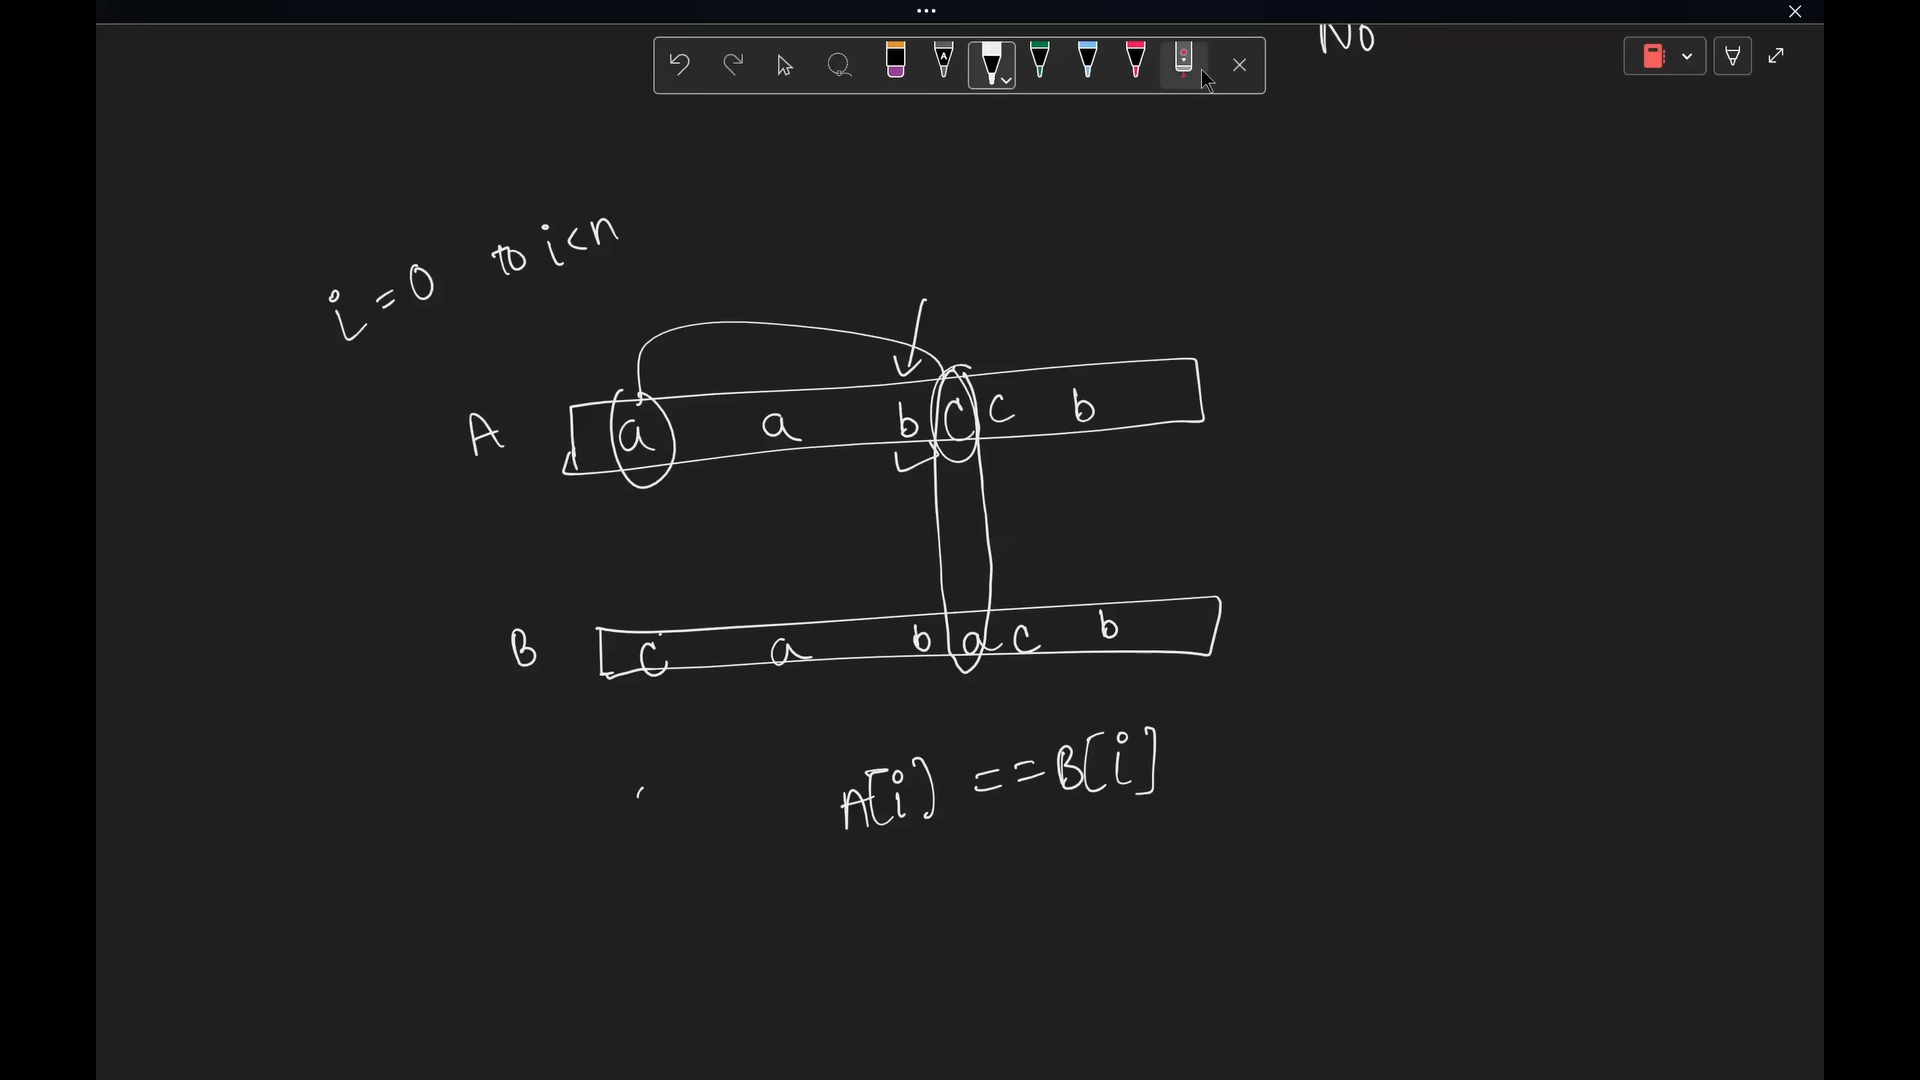 No
i = 0 to i<n
A a a b c c b
B c a b a c b
A[i] == B[i]